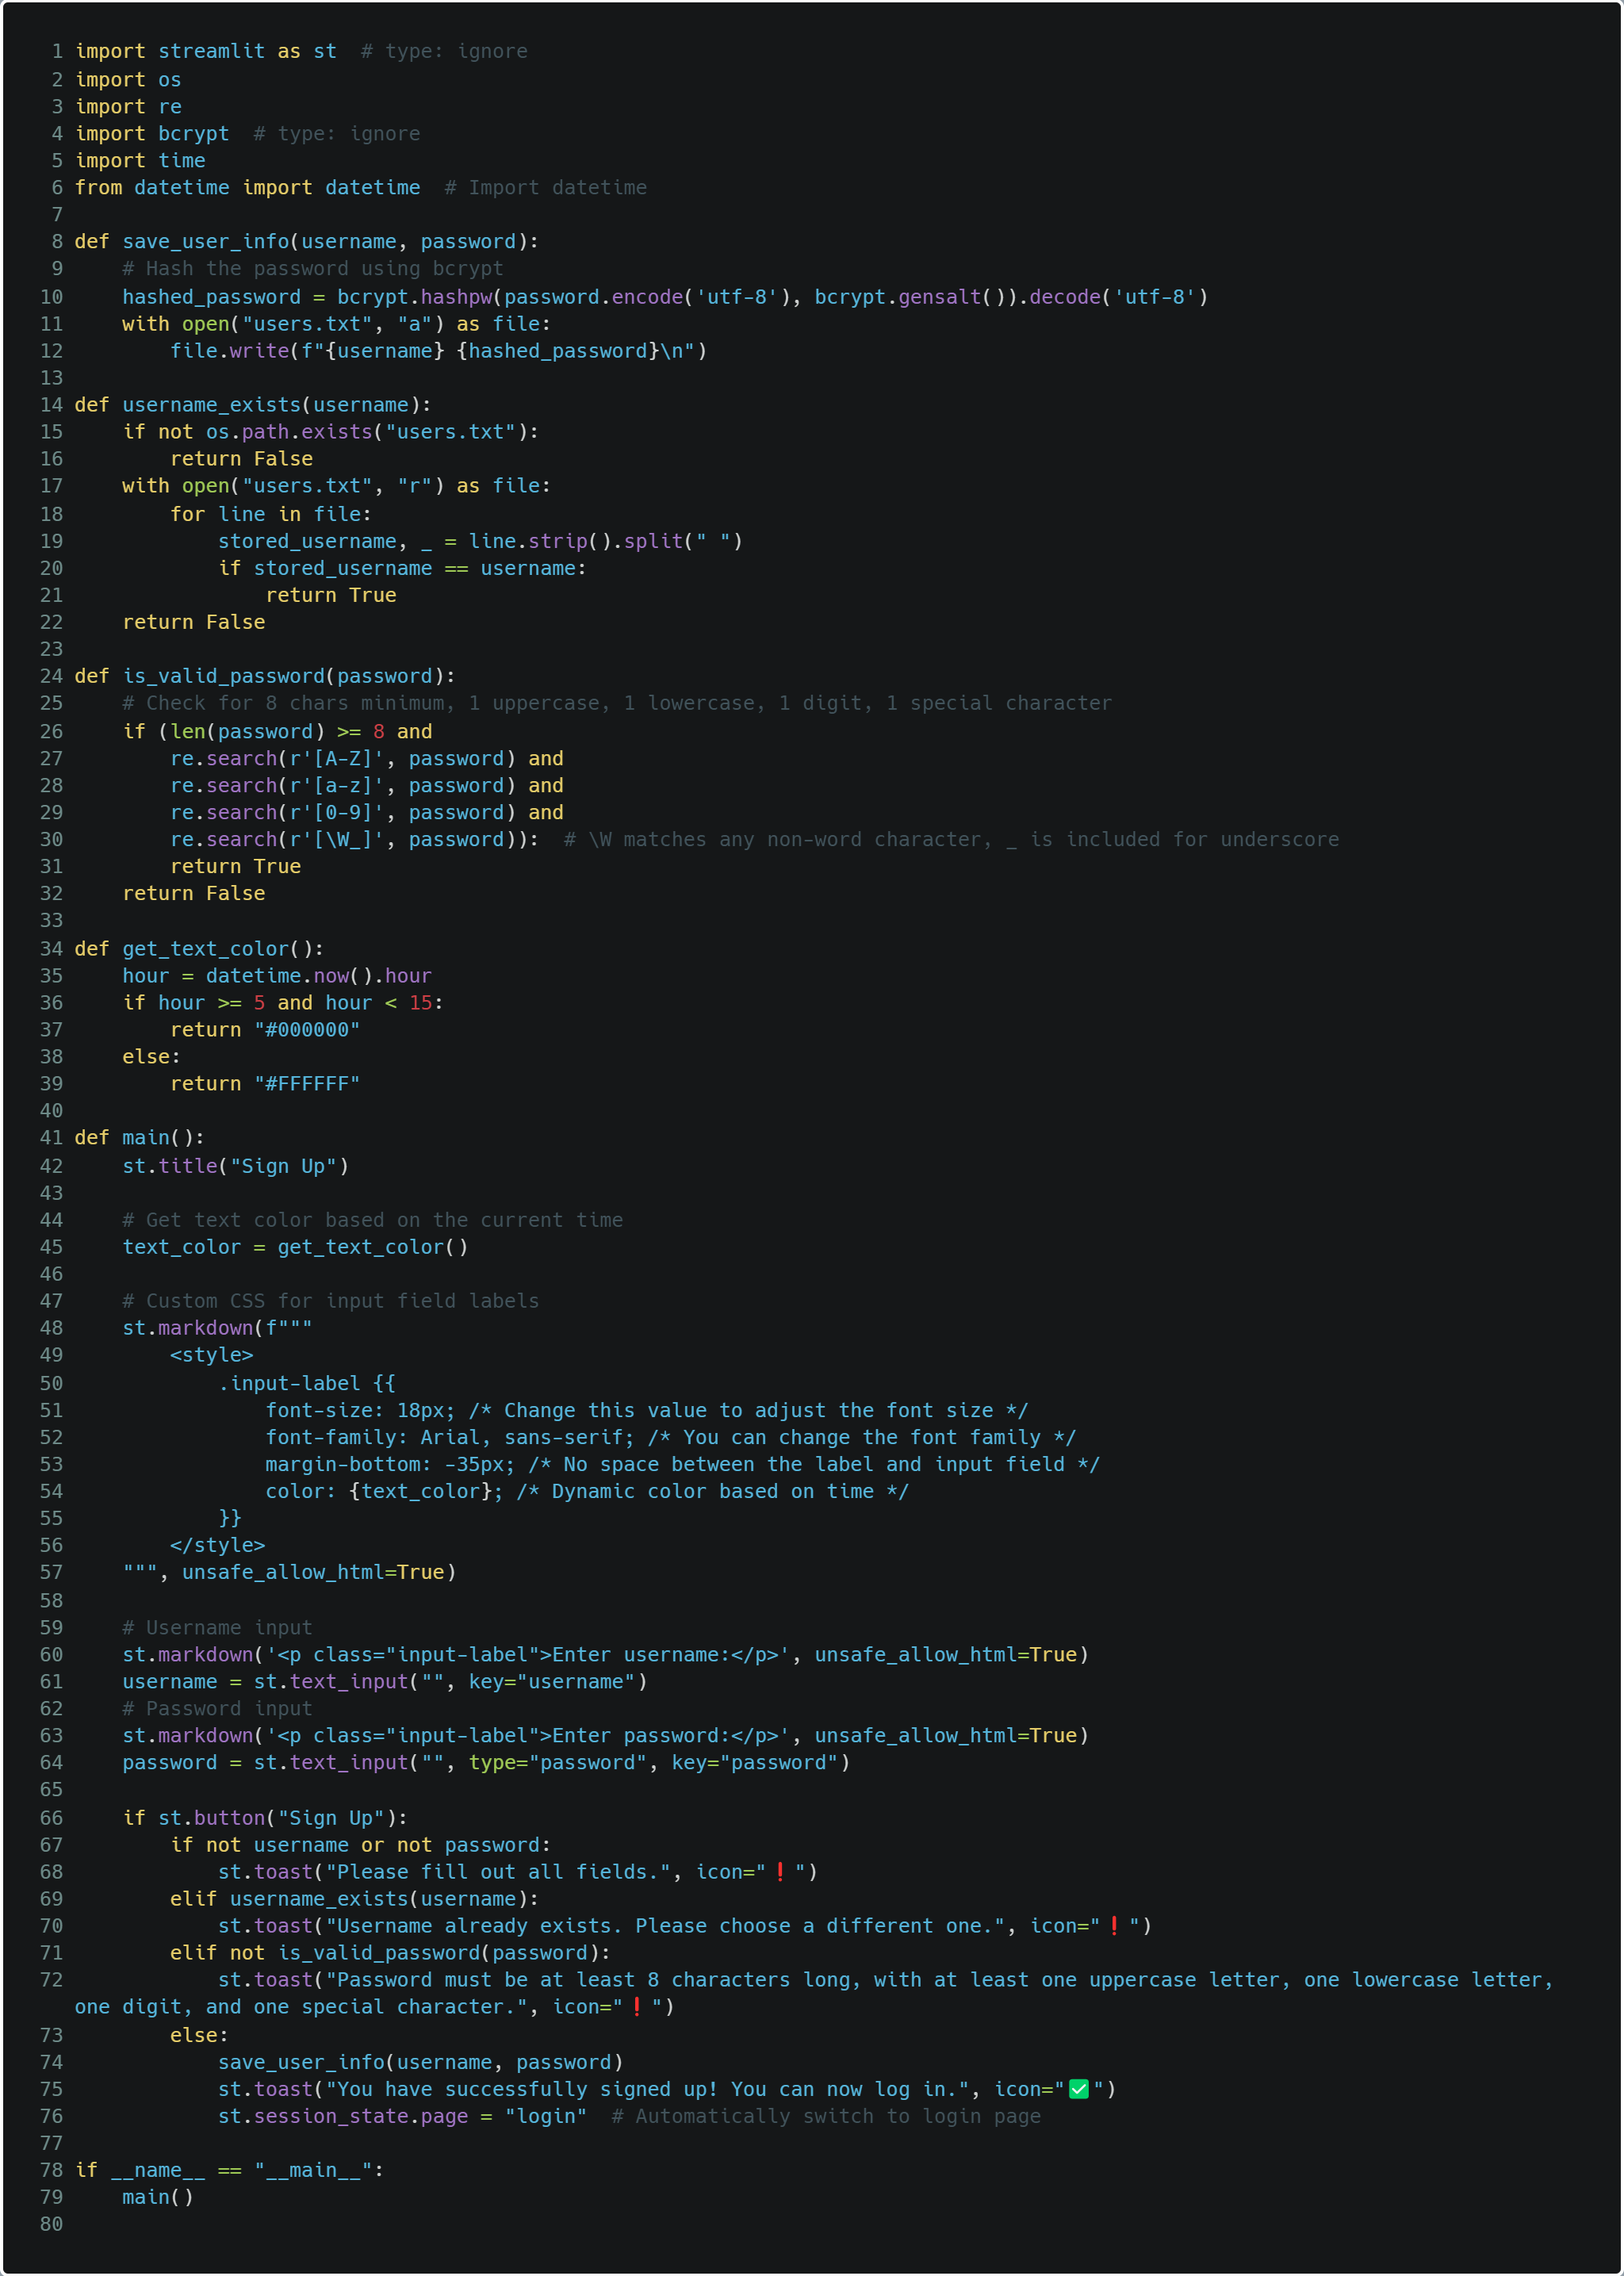 1 import streamlit as st  # type: ignore
2 import os
3 import re
4 import bcrypt  # type: ignore
5 import time
6 from datetime import datetime  # Import datetime
7
8 def save_user_info(username, password):
9     # Hash the password using bcrypt
10     hashed_password = bcrypt.hashpw(password.encode('utf-8'), bcrypt.gensalt()).decode('utf-8')
11     with open("users.txt", "a") as file:
12         file.write(f"{username} {hashed_password}\n")
13
14 def username_exists(username):
15     if not os.path.exists("users.txt"):
16         return False
17     with open("users.txt", "r") as file:
18         for line in file:
19             stored_username, _ = line.strip().split(" ")
20             if stored_username == username:
21                 return True
22     return False
23
24 def is_valid_password(password):
25     # Check for 8 chars minimum, 1 uppercase, 1 lowercase, 1 digit, 1 special character
26     if (len(password) >= 8 and
27         re.search(r'[A-Z]', password) and
28         re.search(r'[a-z]', password) and
29         re.search(r'[0-9]', password) and
30         re.search(r'[\W_]', password)):  # \W matches any non-word character, _ is included for underscore
31         return True
32     return False
33
34 def get_text_color():
35     hour = datetime.now().hour
36     if hour >= 5 and hour < 15:
37         return "#000000"
38     else:
39         return "#FFFFFF"
40
41 def main():
42     st.title("Sign Up")
43
44     # Get text color based on the current time
45     text_color = get_text_color()
46
47     # Custom CSS for input field labels
48     st.markdown(f"""
49         <style>
50             .input-label {{
51                 font-size: 18px; /* Change this value to adjust the font size */
52                 font-family: Arial, sans-serif; /* You can change the font family */
53                 margin-bottom: -35px; /* No space between the label and input field */
54                 color: {text_color}; /* Dynamic color based on time */
55             }}
56         </style>
57     """, unsafe_allow_html=True)
58
59     # Username input
60     st.markdown('<p class="input-label">Enter username:</p>', unsafe_allow_html=True)
61     username = st.text_input("", key="username")
62     # Password input
63     st.markdown('<p class="input-label">Enter password:</p>', unsafe_allow_html=True)
64     password = st.text_input("", type="password", key="password")
65
66     if st.button("Sign Up"):
67         if not username or not password:
68             st.toast("Please fill out all fields.", icon="❗")
69         elif username_exists(username):
70             st.toast("Username already exists. Please choose a different one.", icon="❗")
71         elif not is_valid_password(password):
72             st.toast("Password must be at least 8 characters long, with at least one uppercase letter, one lowercase letter,
one digit, and one special character.", icon="❗")
73         else:
74             save_user_info(username, password)
75             st.toast("You have successfully signed up! You can now log in.", icon="✅")
76             st.session_state.page = "login"  # Automatically switch to login page
77
78 if __name__ == "__main__":
79     main()
80